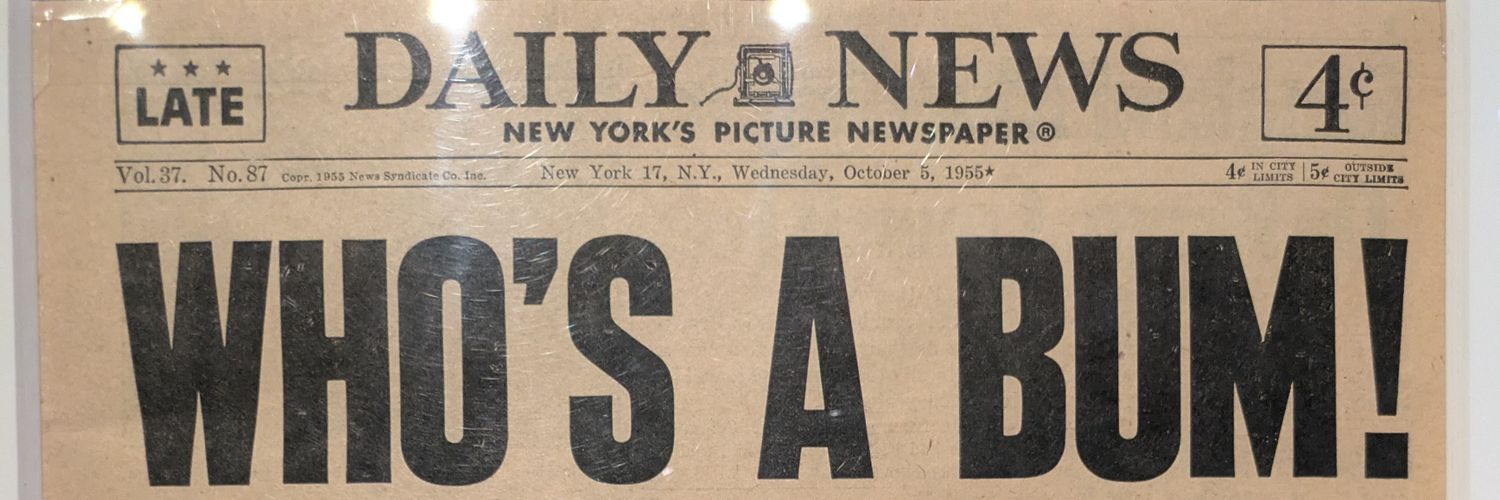 ★ ★ ★
LATE
DAILY NEWS
NEW YORK'S PICTURE NEWSPAPER®
4¢
Vol. 37. No. 87 Copr. 1955 News Syndicate Co. Inc. New York 17, N.Y., Wednesday, October 5, 1955★ 4¢ IN CITY LIMITS | 5¢ OUTSIDE CITY LIMITS
WHO'S A BUM!